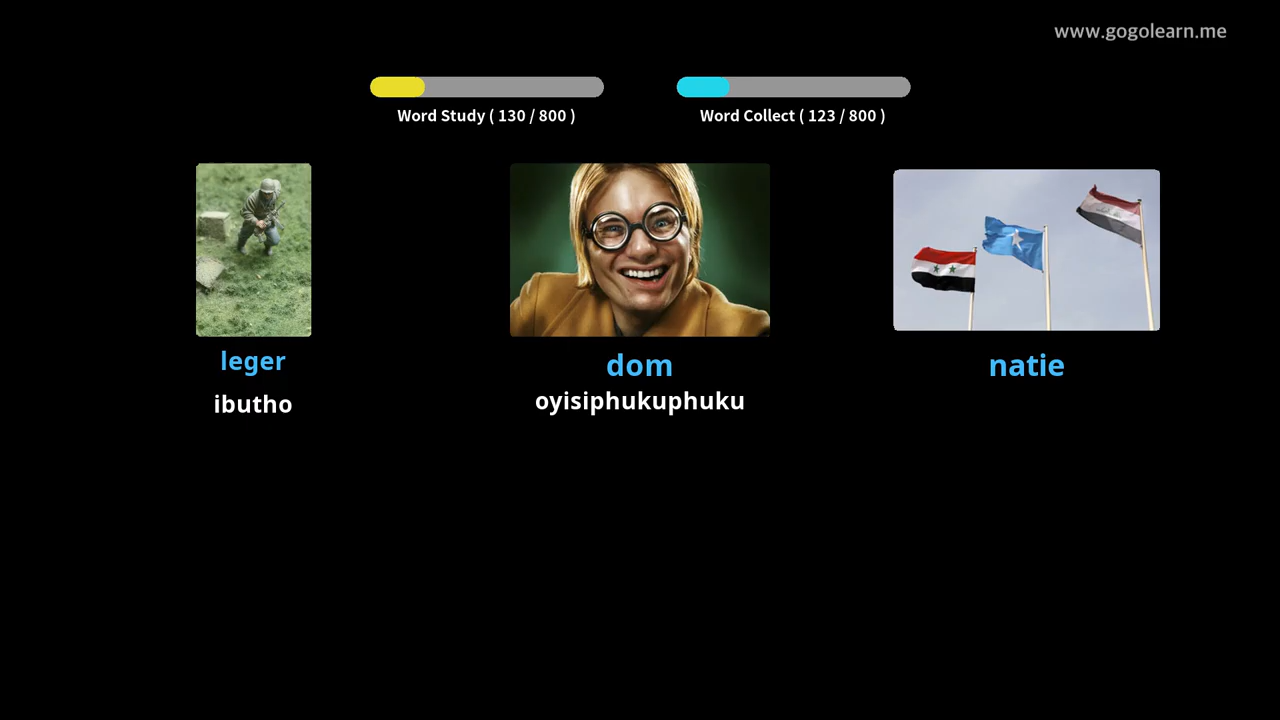 www.gogolearn.me
Word Study ( 130 / 800 )
Word Collect ( 123 / 800 )
leger
dom
natie
ibutho
oyisiphukuphuku